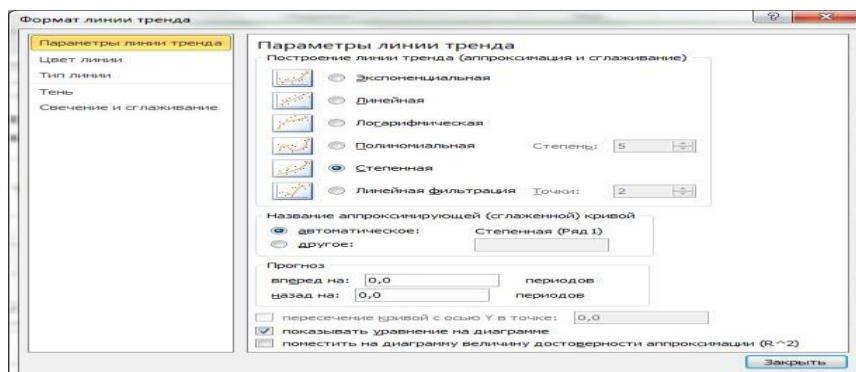 Формат линии тренда
Параметры линии тренда
Цвет линии
Тип линии
Тень
Свечение и сглаживание
Параметры линии тренда
Построение линии тренда (аппроксимация и сглаживание)
Экспоненциальная
Линейная
Логарифмическая
Полиномиальная Степень: 5
Степенная
Линейная фильтрация Точки: 2
Название аппроксимирующей (сглаженной) кривой
автоматическое: Степенная (Ряд1)
другое:
Прогноз
вперед на: 0,0 периодов
назад на: 0,0 периодов
пересечение кривой с осью Y в точке: 0,0
показывать уравнение на диаграмме
поместить на диаграмму величину достоверности аппроксимации (R^2)
Закрыть